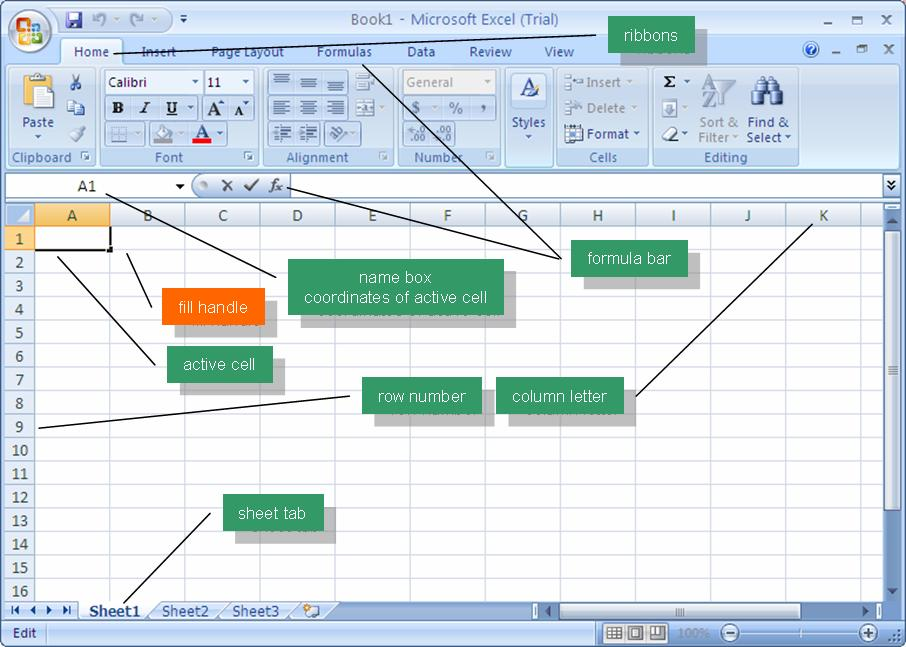 Book1 - Microsoft Excel (Trial)
ribbons
Home Insert Page Layout Formulas Data Review View
Calibri 11 General Insert
Paste B I U A A $ % , Styles Delete Σ Sort & Find &
A Format Filter Select
Clipboard Font Alignment Number Cells Editing
A1 fx
A B C D E F G H I J K
1
2
formula bar
3
name box
coordinates of active cell
4
fill handle
5
6
active cell
7
8
row number column letter
9
10
11
12
13
sheet tab
14
15
16
Sheet1 Sheet2 Sheet3
Edit 100%